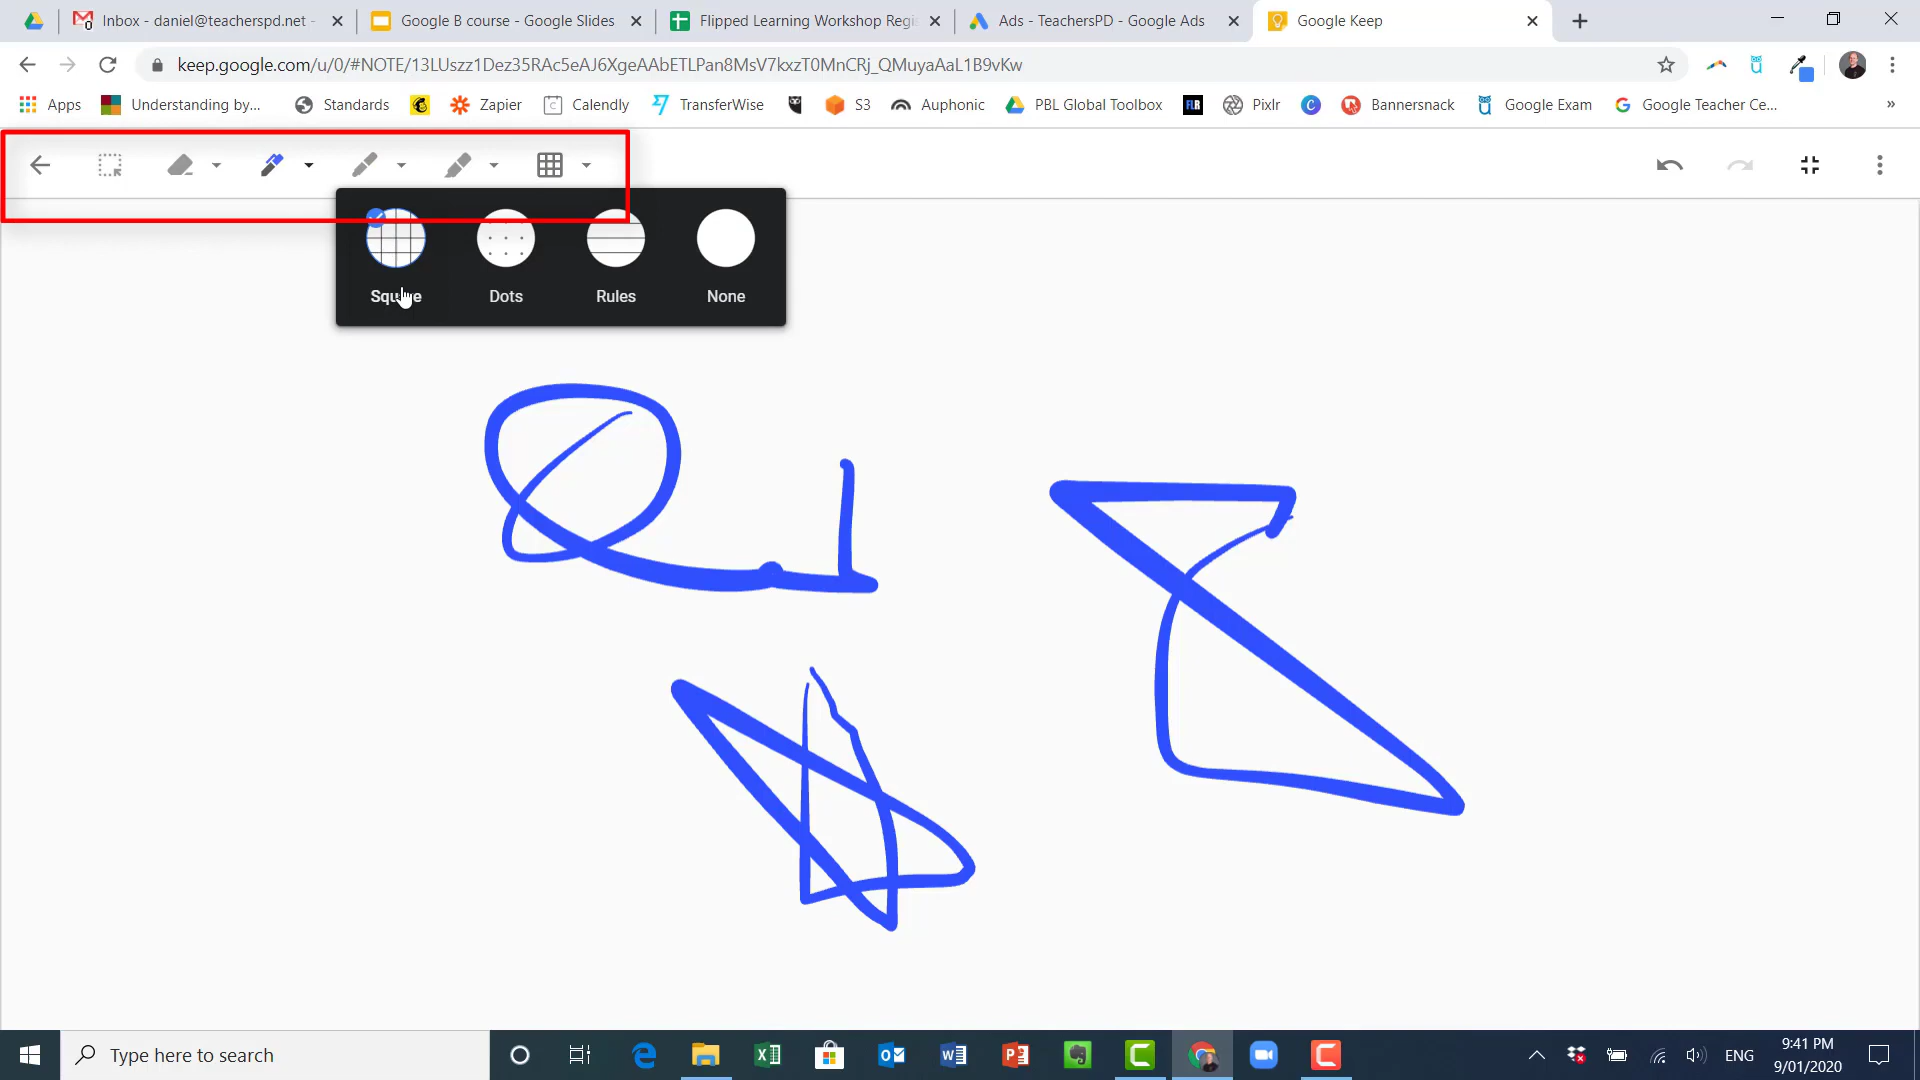 Inbox - daniel@teacherspd.net -
Google B course - Google Slides
Flipped Learning Workshop Regi
Ads - TeachersPD - Google Ads
Google Keep
keep.google.com/u/0/#NOTE/13LUszz1Dez35RAc5eAJ6XgeAAbETLPan8MsV7kxzT0MnCRj_QMuyaAaL1B9vKw
Apps
Understanding by...
Standards
Zapier
Calendly
TransferWise
S3
Auphonic
PBL Global Toolbox
FLR
Pixlr
Bannersnack
Google Exam
Google Teacher Ce...
»
Square
Dots
Rules
None
Type here to search
ENG
9:41 PM
9/01/2020